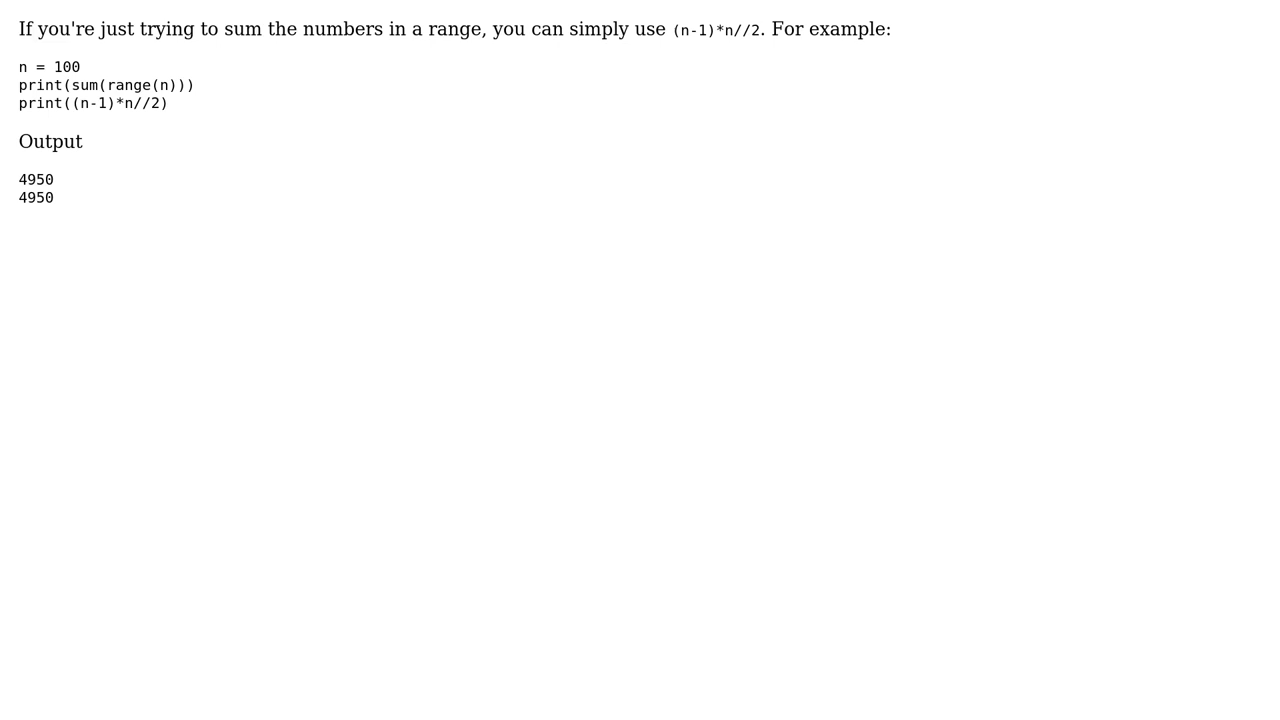 If you're just trying to sum the numbers in a range, you can simply use (n-1)*n//2. For example:
n = 100
print(sum(range(n)))
print((n-1)*n//2)
Output
4950
4950